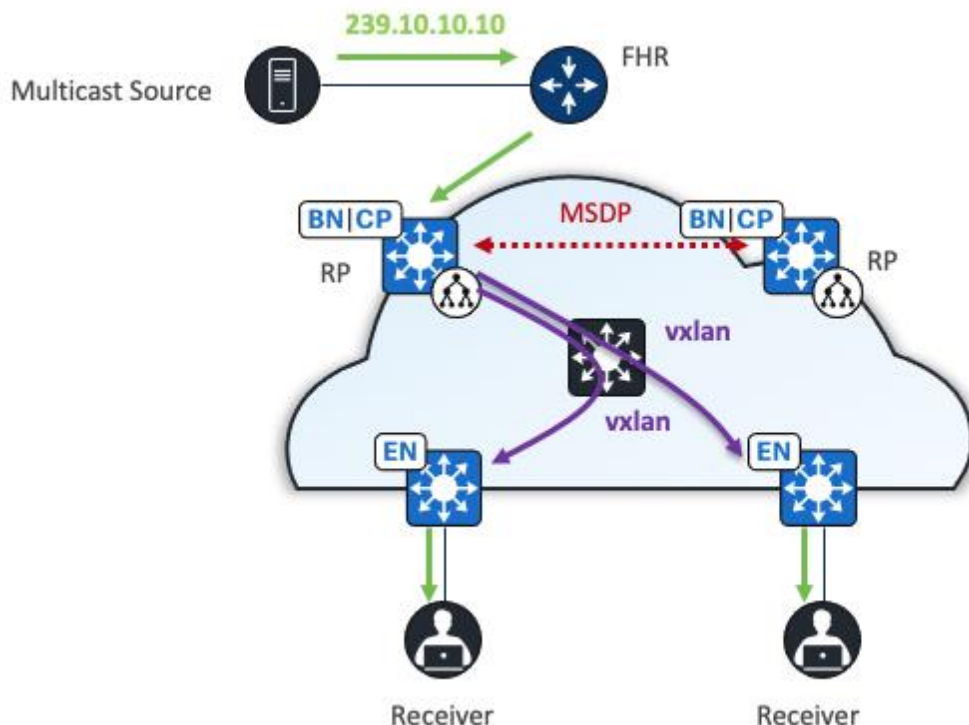 239.10.10.10
FHR
Multicast Source
BN|CP
MSDP
BN|CP
RP
RP
vxlan
vxlan
EN
EN
Receiver
Receiver